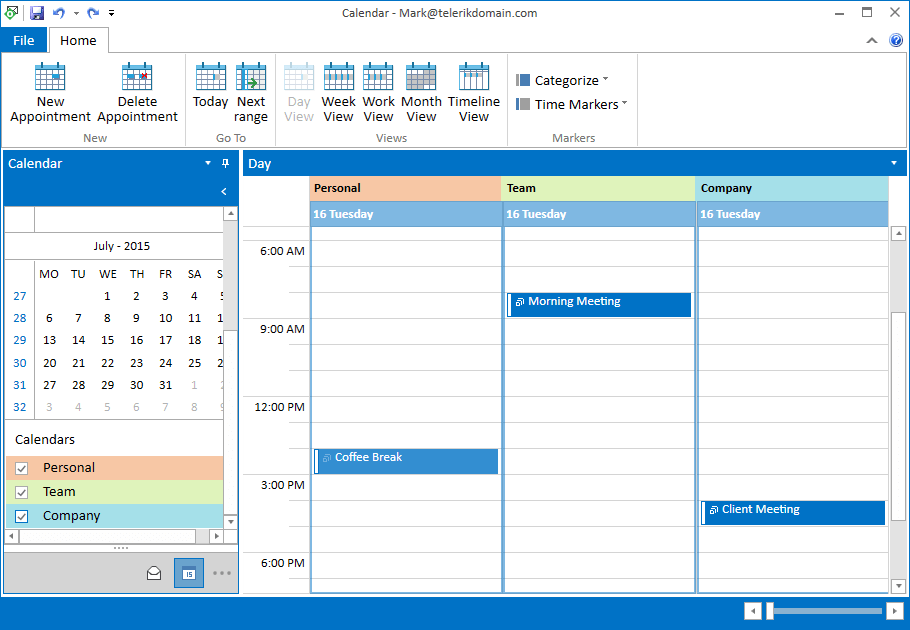 Calendar - Mark@telerikdomain.com
File Home
New Appointment
Delete Appointment
New
Today
Next range
Go To
Day View
Week View
Work View
Month View
Timeline View
Views
Categorize
Time Markers
Markers
Calendar
July - 2015
MO TU WE TH FR SA S
27 1 2 3 4
28 6 7 8 9 10 11 1
29 13 14 15 16 17 18 1
30 20 21 22 23 24 25 2
31 27 28 29 30 31 1 2
32 3 4 5 6 7 8
Calendars
Personal
Team
Company
15
Day
Personal Team Company
16 Tuesday 16 Tuesday 16 Tuesday
6:00 AM
Morning Meeting
9:00 AM
12:00 PM
Coffee Break
3:00 PM
Client Meeting
6:00 PM